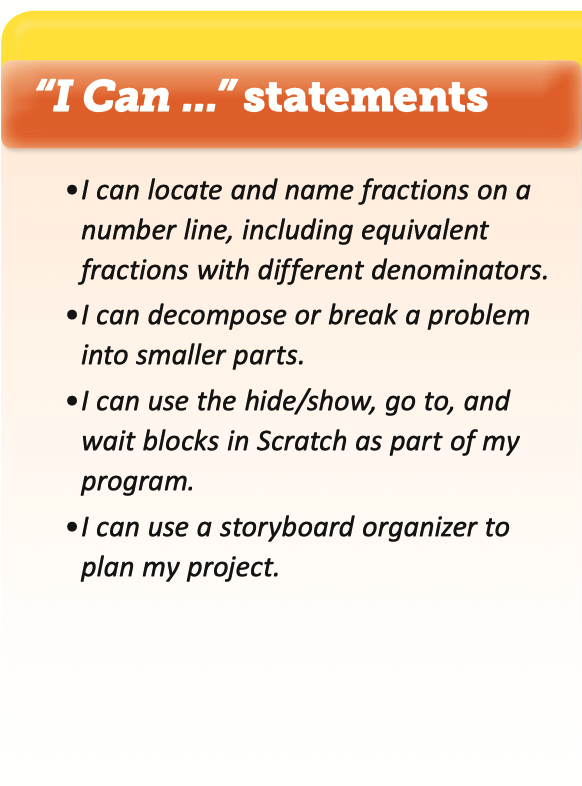 “I Can ...” statements
•I can locate and name fractions on a
number line, including equivalent
fractions with different denominators.
•I can decompose or break a problem
into smaller parts.
•I can use the hide/show, go to, and
wait blocks in Scratch as part of my
program.
•I can use a storyboard organizer to
plan my project.